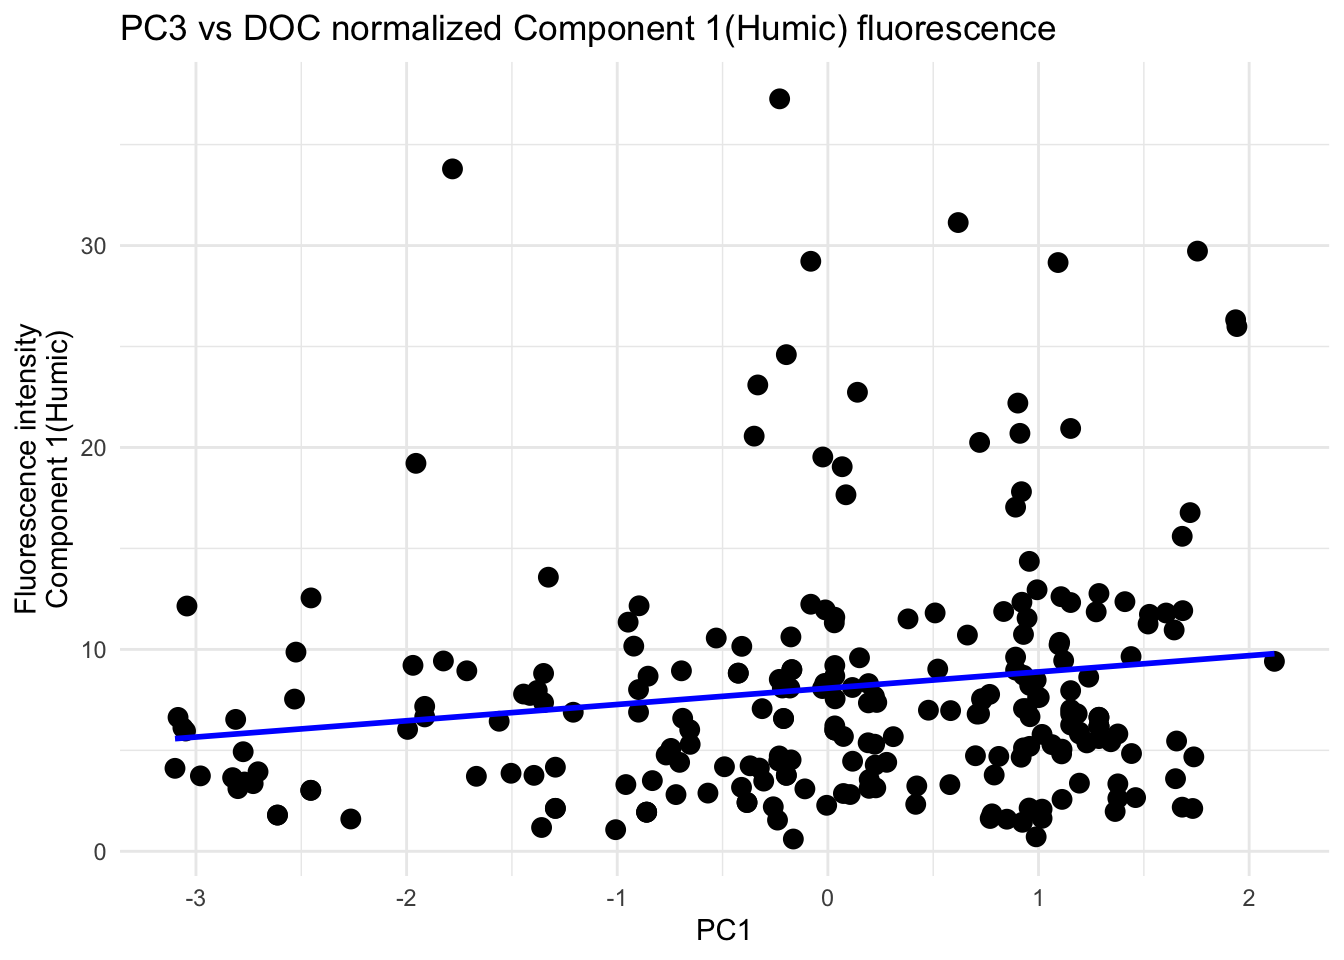 PC3 vs DOC normalized Component 1(Humic) fluorescence
Fluorescence intensity
Component 1(Humic)
30
20
10
0
-3
-2
-1
0
1
2
PC1